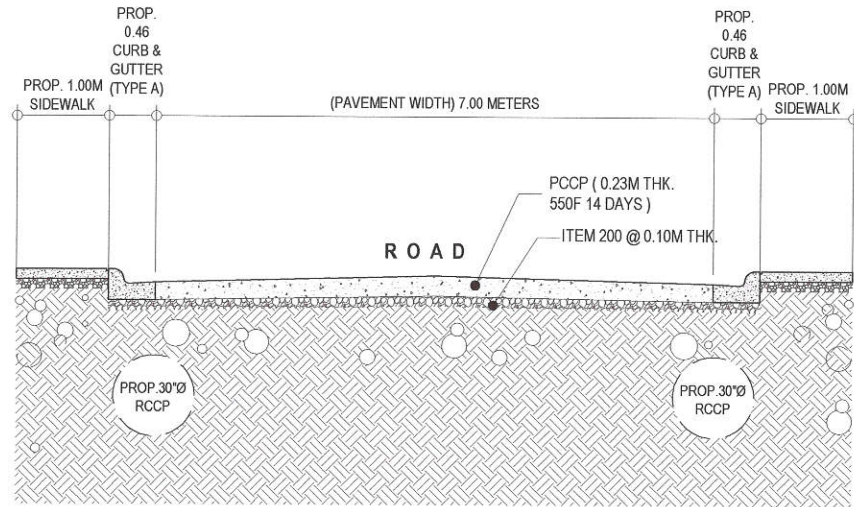 PROP.
0.46
CURB &
GUTTER
(TYPE A)
PROP. 1.00M
SIDEWALK
(PAVEMENT WIDTH) 7.00 METERS
PROP.
0.46
CURB &
GUTTER
(TYPE A)
PROP. 1.00M
SIDEWALK
PCCP ( 0.23M THK.
550F 14 DAYS )
ROAD
ITEM 200 @ 0.10M THK.
PROP.30"Ø
RCCP
PROP.30"Ø
RCCP